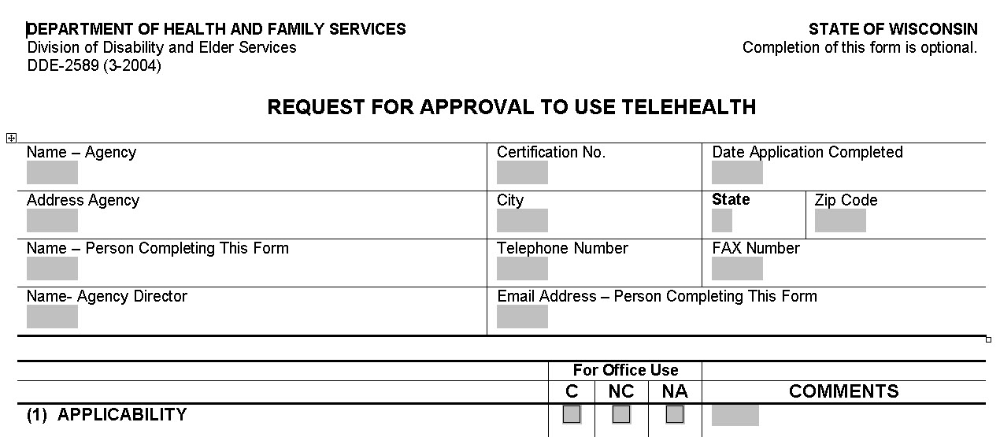 DEPARTMENT OF HEALTH AND FAMILY SERVICES STATE OF WISCONSIN
Division of Disability and Elder Services Completion of this form is optional.
DDE-2589 (3-2004)
REQUEST FOR APPROVAL TO USE TELEHEALTH
Name – Agency Certification No. Date Application Completed
Address Agency City State Zip Code
Name – Person Completing This Form Telephone Number FAX Number
Name- Agency Director Email Address – Person Completing This Form
For Office Use
C NC NA COMMENTS
(1) APPLICABILITY